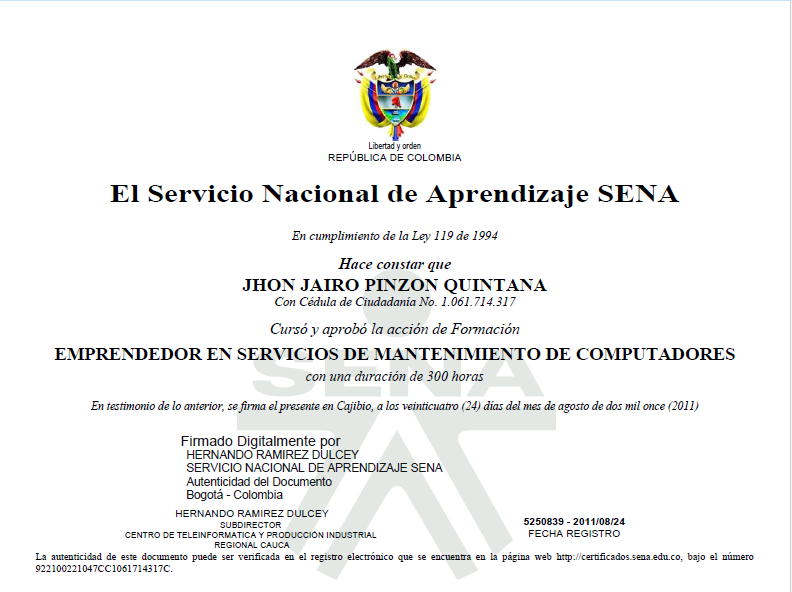 Libertad y orden
REPÚBLICA DE COLOMBIA
El Servicio Nacional de Aprendizaje SENA
En cumplimiento de la Ley 119 de 1994
Hace constar que
JHON JAIRO PINZON QUINTANA
Con Cédula de Ciudadanía No. 1.061.714.317
Cursó y aprobó la acción de Formación
EMPRENDEDOR EN SERVICIOS DE MANTENIMIENTO DE COMPUTADORES
con una duración de 300 horas
SENA
En testimonio de lo anterior, se firma el presente en Cajibio, a los veinticuatro (24) días del mes de agosto de dos mil once (2011)
Firmado Digitalmente por
HERNANDO RAMIREZ DULCEY
SERVICIO NACIONAL DE APRENDIZAJE SENA
Autenticidad del Documento
Bogotá - Colombia
HERNANDO RAMIREZ DULCEY
SUBDIRECTOR
CENTRO DE TELEINFORMATICA Y PRODUCCIÓN INDUSTRIAL
REGIONAL CAUCA
5250839 - 2011/08/24
FECHA REGISTRO
La autenticidad de este documento puede ser verificada en el registro electrónico que se encuentra en la página web http://certificados.sena.edu.co, bajo el número
922100221047CC1061714317C.